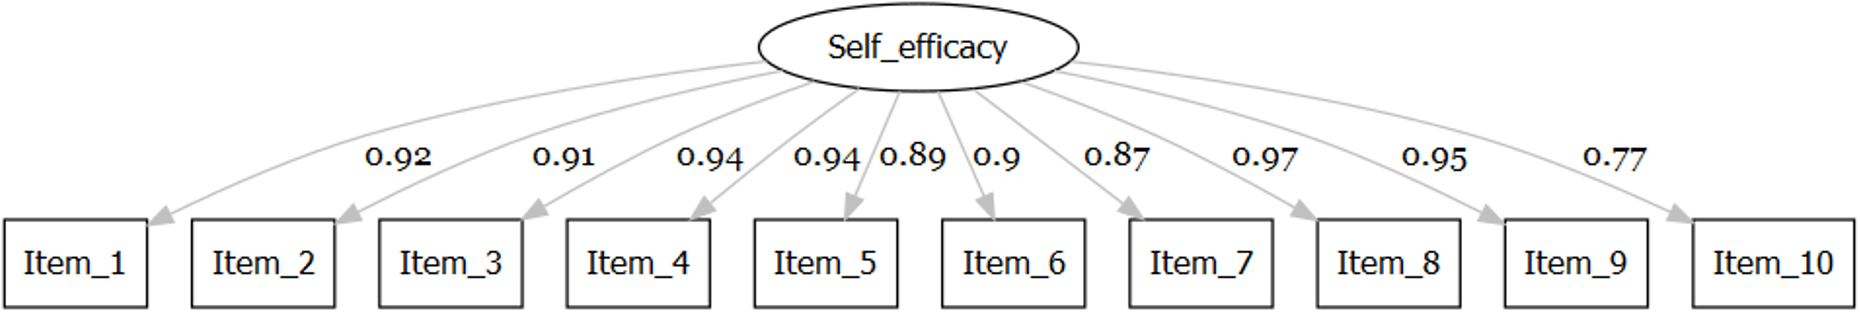 Self_efficacy
0.92 0.91 0.94 0.94 0.89 0.9 0.87 0.97 0.95 0.77
Item_1 Item_2 Item_3 Item_4 Item_5 Item_6 Item_7 Item_8 Item_9 Item_10